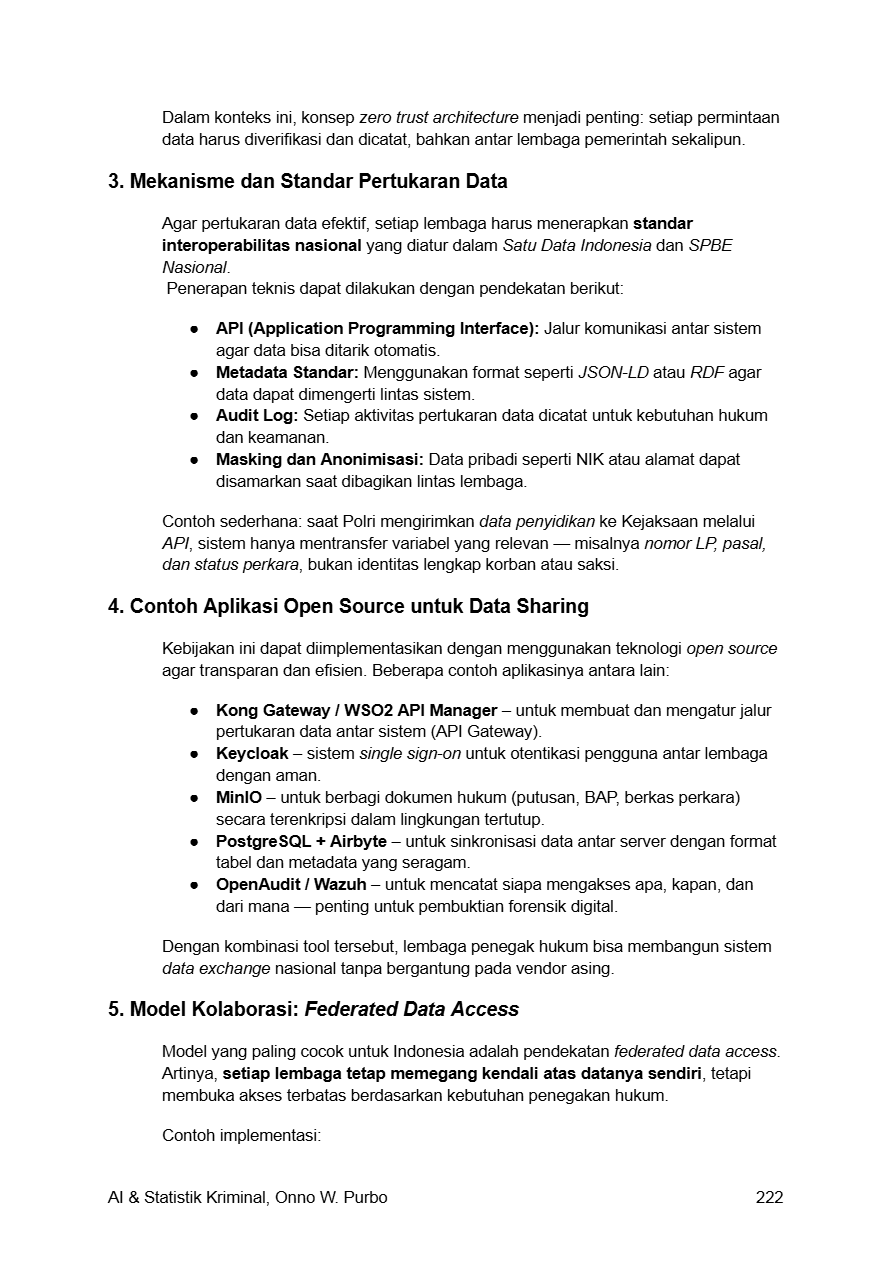 Dalam konteks ini, konsep zero trust architecture menjadi penting: setiap permintaan
data harus diverifikasi dan dicatat, bahkan antar lembaga pemerintah sekalipun.
3. Mekanisme dan Standar Pertukaran Data
Agar pertukaran data efektif, setiap lembaga harus menerapkan standar
interoperabilitas nasional yang diatur dalam Satu Data Indonesia dan SPBE
Nasional.
Penerapan teknis dapat dilakukan dengan pendekatan berikut:
● API (Application Programming Interface): Jalur komunikasi antar sistem
agar data bisa ditarik otomatis.
● Metadata Standar: Menggunakan format seperti JSON-LD atau RDF agar
data dapat dimengerti lintas sistem.
● Audit Log: Setiap aktivitas pertukaran data dicatat untuk kebutuhan hukum
dan keamanan.
● Masking dan Anonimisasi: Data pribadi seperti NIK atau alamat dapat
disamarkan saat dibagikan lintas lembaga.
Contoh sederhana: saat Polri mengirimkan data penyidikan ke Kejaksaan melalui
API, sistem hanya mentransfer variabel yang relevan — misalnya nomor LP, pasal,
dan status perkara, bukan identitas lengkap korban atau saksi.
4. Contoh Aplikasi Open Source untuk Data Sharing
Kebijakan ini dapat diimplementasikan dengan menggunakan teknologi open source
agar transparan dan efisien. Beberapa contoh aplikasinya antara lain:
● Kong Gateway / WSO2 API Manager – untuk membuat dan mengatur jalur
pertukaran data antar sistem (API Gateway).
● Keycloak – sistem single sign-on untuk otentikasi pengguna antar lembaga
dengan aman.
● MinIO – untuk berbagi dokumen hukum (putusan, BAP, berkas perkara)
secara terenkripsi dalam lingkungan tertutup.
● PostgreSQL + Airbyte – untuk sinkronisasi data antar server dengan format
tabel dan metadata yang seragam.
● OpenAudit / Wazuh – untuk mencatat siapa mengakses apa, kapan, dan
dari mana — penting untuk pembuktian forensik digital.
Dengan kombinasi tool tersebut, lembaga penegak hukum bisa membangun sistem
data exchange nasional tanpa bergantung pada vendor asing.
5. Model Kolaborasi: Federated Data Access
Model yang paling cocok untuk Indonesia adalah pendekatan federated data access.
Artinya, setiap lembaga tetap memegang kendali atas datanya sendiri, tetapi
membuka akses terbatas berdasarkan kebutuhan penegakan hukum.
Contoh implementasi:
AI & Statistik Kriminal, Onno W. Purbo 222